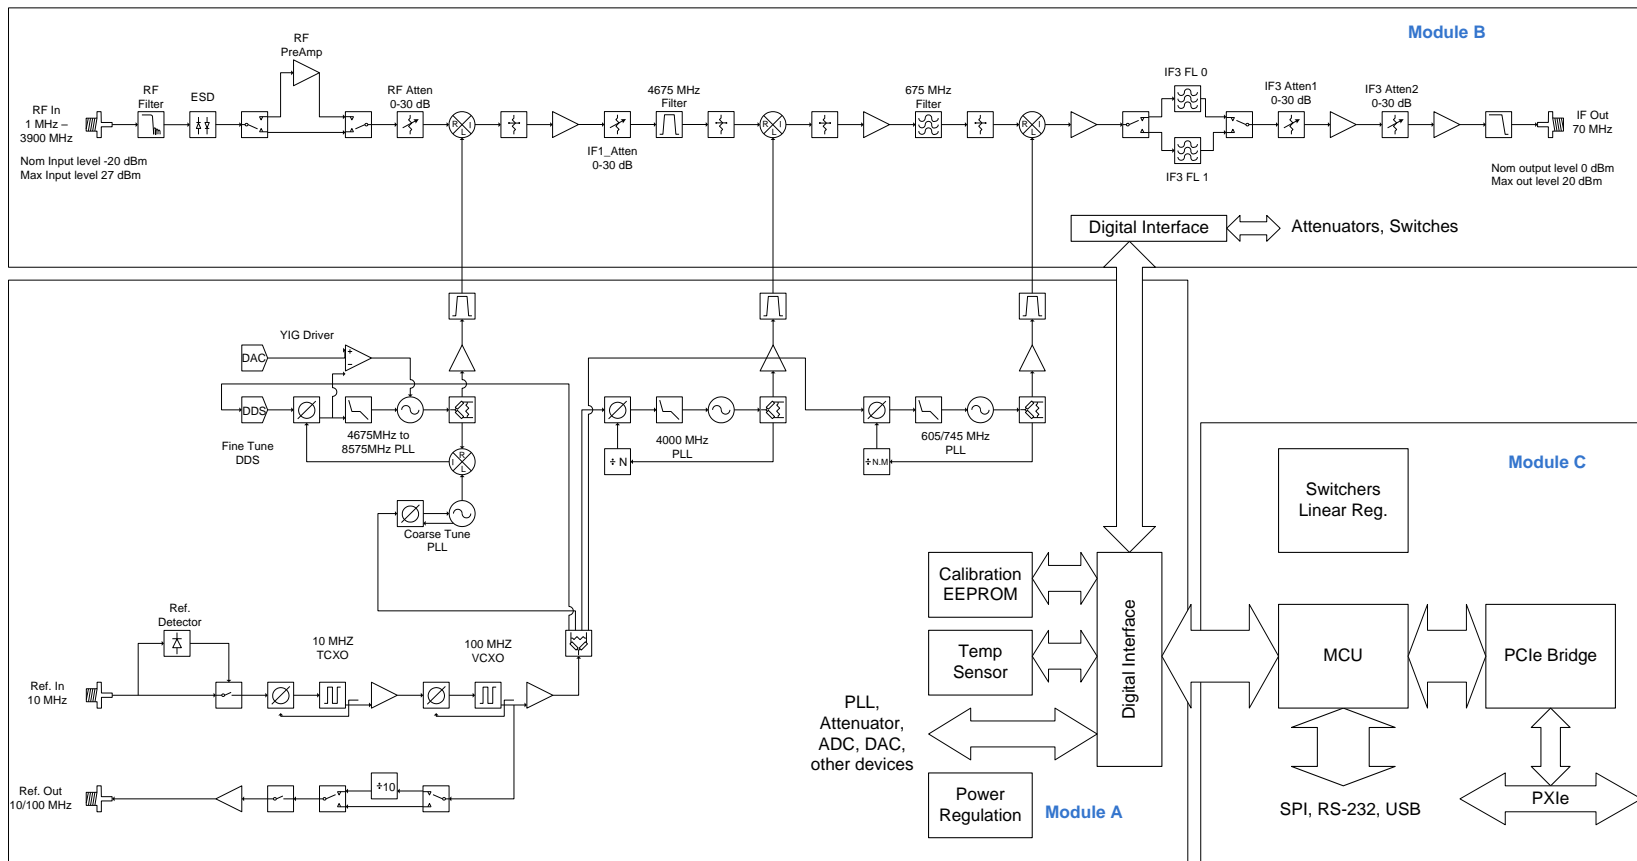 Module B
RF
PreAmp
RF In
1 MHz –
3900 MHz
RF
Filter
ESD
RF Atten
0-30 dB
4675 MHz
Filter
675 MHz
Filter
IF3 FL 0
IF3 Atten1
0-30 dB
IF3 Atten2
0-30 dB
IF Out
70 MHz
R
I
L
R
I
L
R
I
L
IF1_Atten
0-30 dB
IF3 FL 1
Nom Input level -20 dBm
Max Input level 27 dBm
Nom output level 0 dBm
Max out level 20 dBm
Digital Interface
Attenuators, Switches
YIG Driver
DAC
+
−
DDS
Fine Tune
DDS
4675MHz to
8575MHz PLL
4000 MHz
PLL
605/745 MHz
PLL
÷ N
÷ N.M
R
I
L
Coarse Tune
PLL
Module C
Switchers
Linear Reg.
Calibration
EEPROM
Temp
Sensor
Digital Interface
MCU
PCIe Bridge
Ref.
Detector
10 MHZ
TCXO
100 MHZ
VCXO
Ref. In
10 MHz
PLL,
Attenuator,
ADC, DAC,
other devices
Ref. Out
10/100 MHz
÷10
Power
Regulation
Module A
SPI, RS-232, USB
PXIe